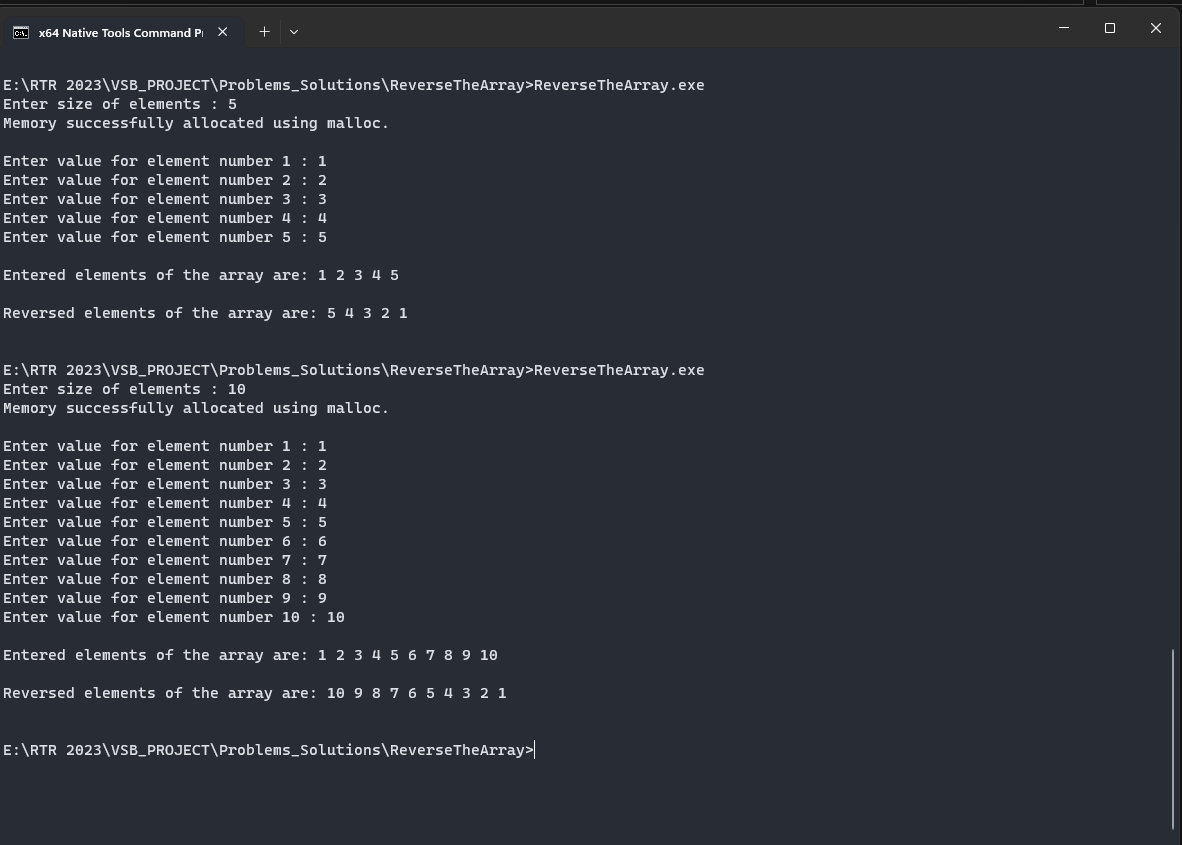 x64 Native Tools Command Pr
E:\RTR 2023\VSB_PROJECT\Problems_Solutions\ReverseTheArray>ReverseTheArray.exe
Enter size of elements : 5
Memory successfully allocated using malloc.
Enter value for element number 1 : 1
Enter value for element number 2 : 2
Enter value for element number 3 : 3
Enter value for element number 4 : 4
Enter value for element number 5 : 5
Entered elements of the array are: 1 2 3 4 5
Reversed elements of the array are: 5 4 3 2 1
E:\RTR 2023\VSB_PROJECT\Problems_Solutions\ReverseTheArray>ReverseTheArray.exe
Enter size of elements : 10
Memory successfully allocated using malloc.
Enter value for element number 1 : 1
Enter value for element number 2 : 2
Enter value for element number 3 : 3
Enter value for element number 4 : 4
Enter value for element number 5 : 5
Enter value for element number 6 : 6
Enter value for element number 7 : 7
Enter value for element number 8 : 8
Enter value for element number 9 : 9
Enter value for element number 10 : 10
Entered elements of the array are: 1 2 3 4 5 6 7 8 9 10
Reversed elements of the array are: 10 9 8 7 6 5 4 3 2 1
E:\RTR 2023\VSB_PROJECT\Problems_Solutions\ReverseTheArray>